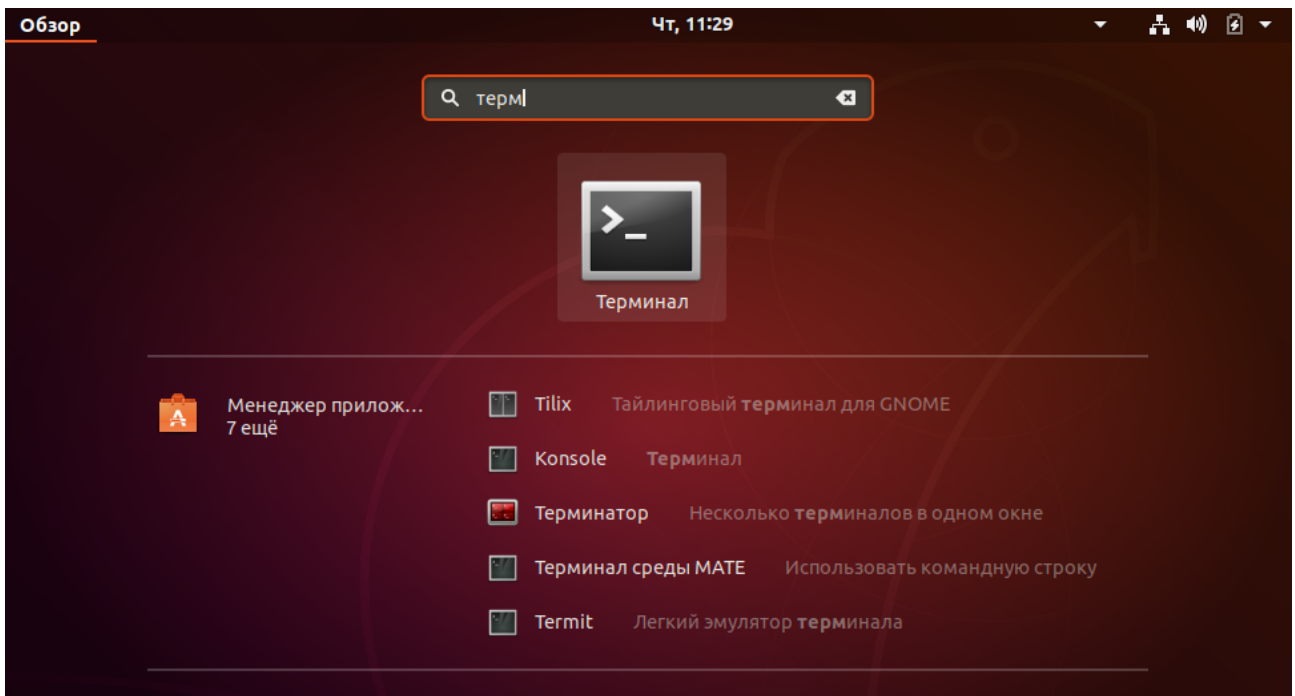 Обзор
Чт, 11:29
терм
Терминал
Менеджер прилож...
7 ещё
Tilix Тайлинговый терминал для GNOME
Konsole Терминал
Терминатор Несколько терминалов в одном окне
Терминал среды MATE Использовать командную строку
Termit Легкий эмулятор терминала